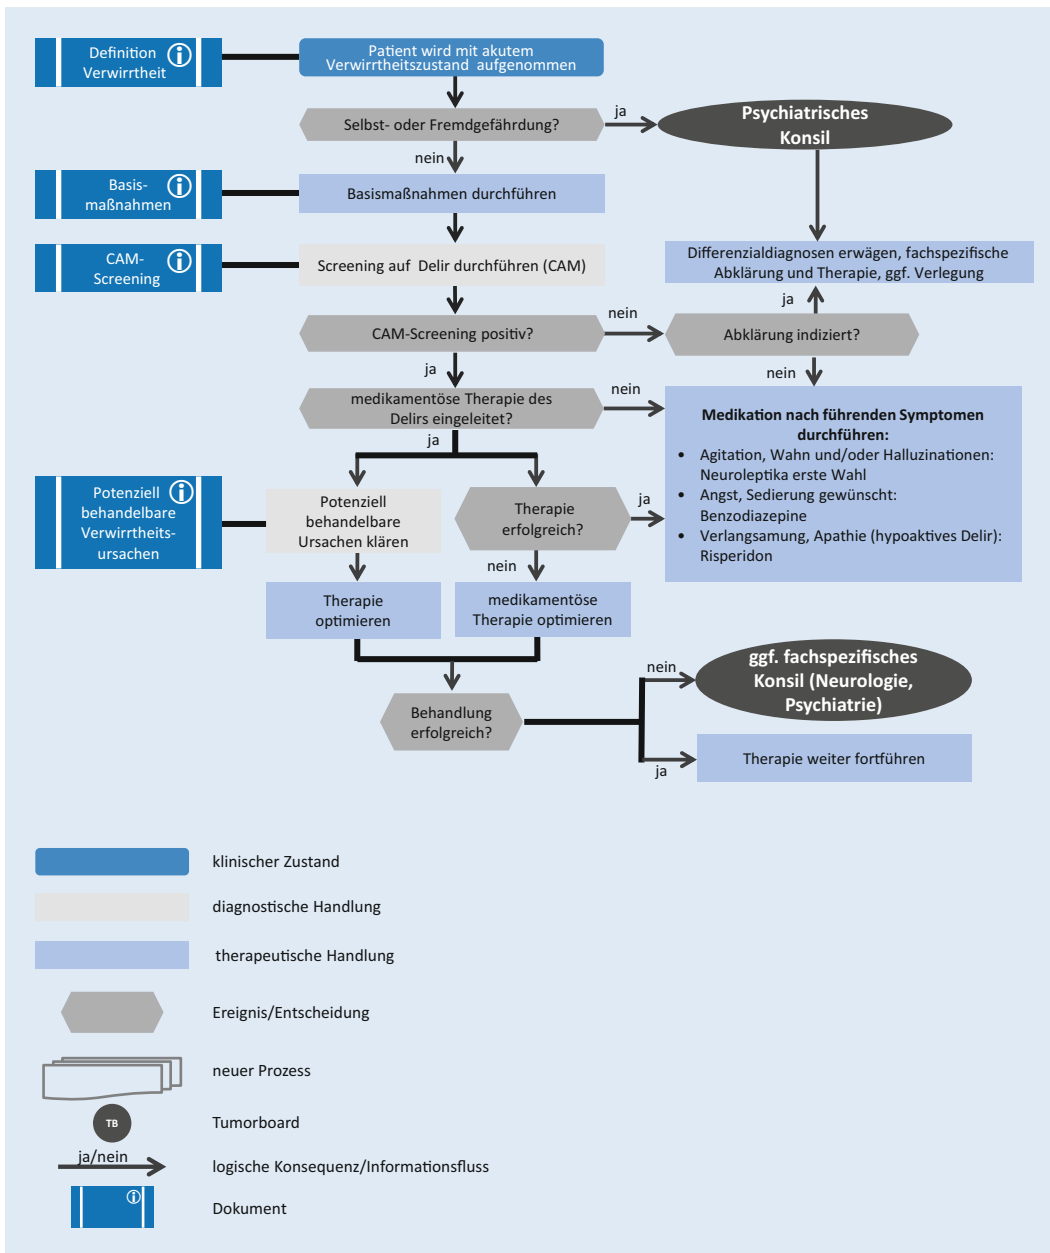 Definition
Verwirrtheit
Patient wird mit akutem
Verwirrtheitszustand aufgenommen
Selbst- oder Fremdgefährdung?
ja
Psychiatrisches
Konsil
nein
Basis-
maßnahmen
Basismaßnahmen durchführen
CAM-
Screening
Screening auf Delir durchführen (CAM)
Differenzialdiagnosen erwägen, fachspezifische
Abklärung und Therapie, ggf. Verlegung
ja
CAM-Screening positiv?
nein
Abklärung indiziert?
ja
nein
medikamentöse Therapie des
Delirs eingeleitet?
nein
ja
Medikation nach führenden Symptomen
durchführen:
• Agitation, Wahn und/oder Halluzinationen:
Neuroleptika erste Wahl
• Angst, Sedierung gewünscht:
Benzodiazepine
• Verlangsamung, Apathie (hypoaktives Delir):
Risperidon
Potenziell
behandelbare
Verwirrtheits-
ursachen
Potenziell
behandelbare
Ursachen klären
Therapie
erfolgreich?
ja
nein
Therapie
optimieren
medikamentöse
Therapie optimieren
Behandlung
erfolgreich?
nein
ggf. fachspezifisches
Konsil (Neurologie,
Psychiatrie)
ja
Therapie weiter fortführen
klinischer Zustand
diagnostische Handlung
therapeutische Handlung
Ereignis/Entscheidung
neuer Prozess
TB
Tumorboard
ja/nein
logische Konsequenz/Informationsfluss
Dokument